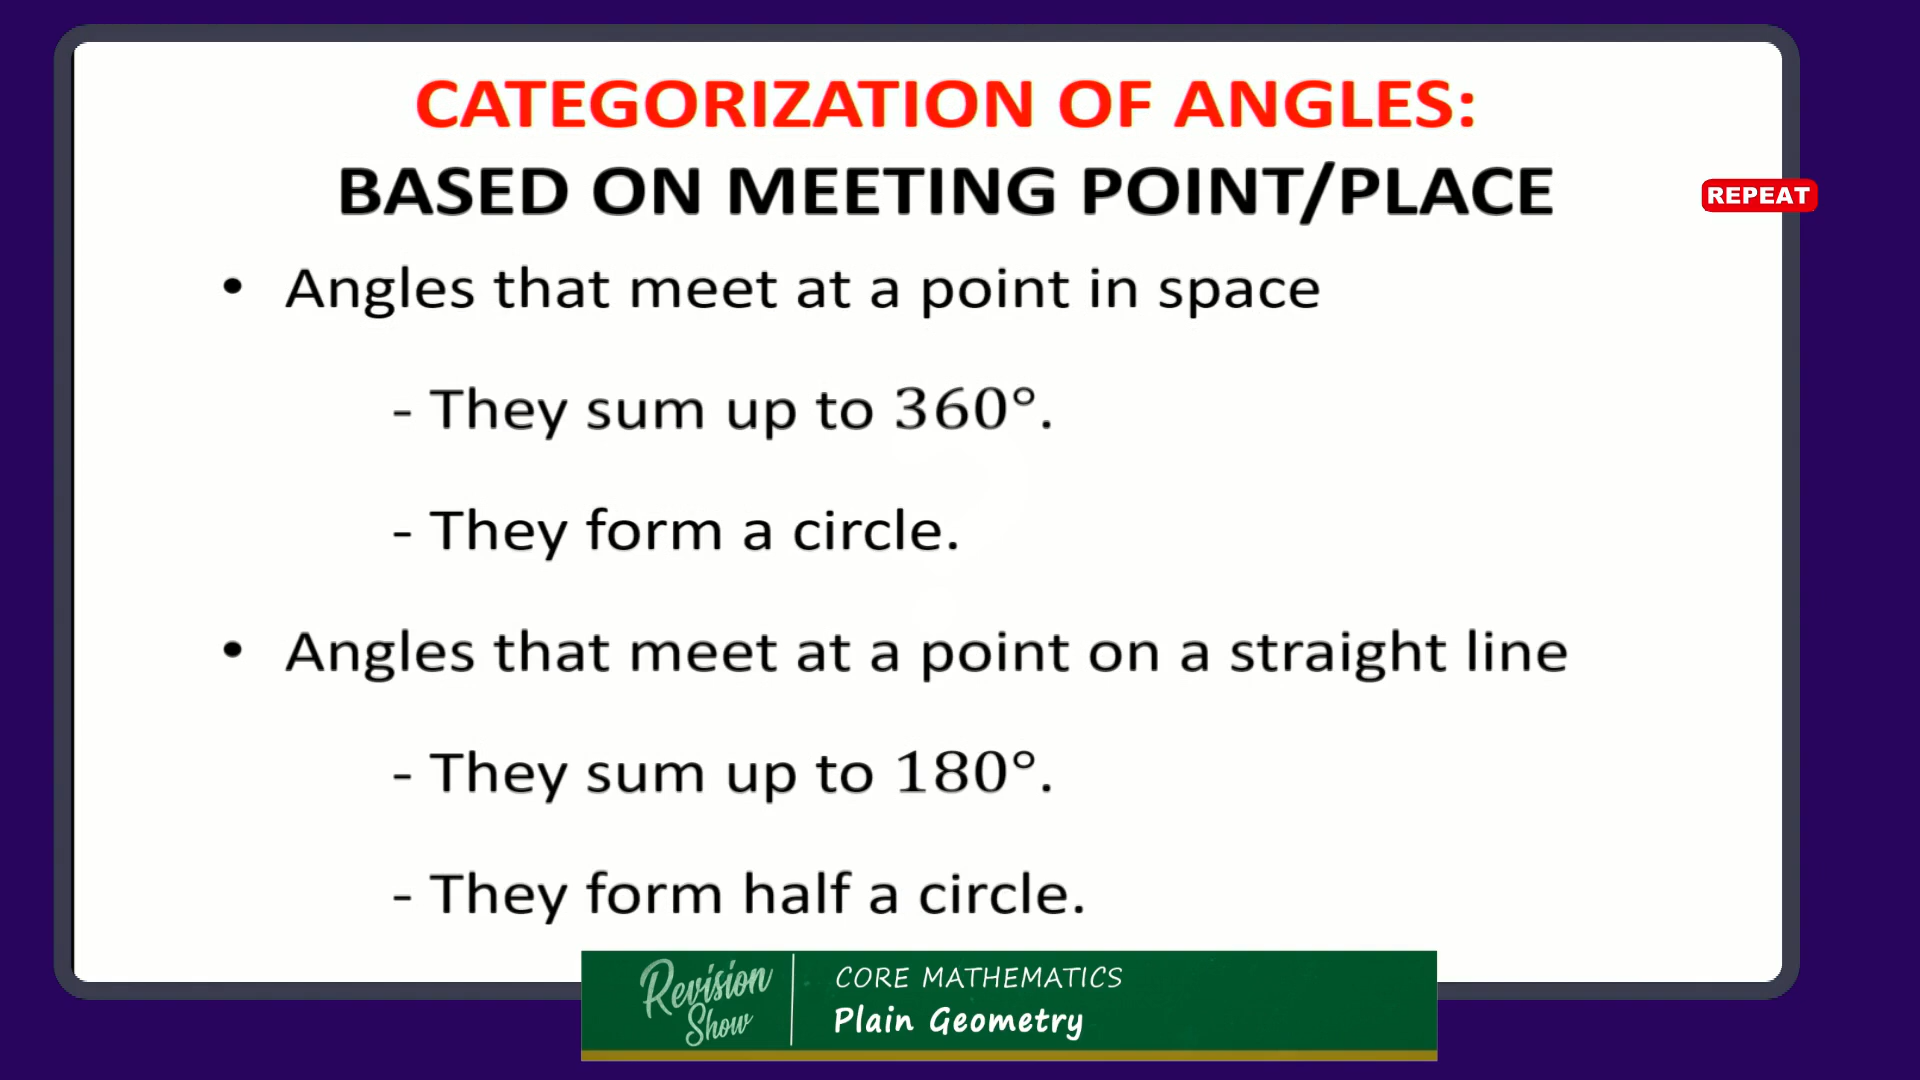 CATEGORIZATION OF ANGLES:
BASED ON MEETING POINT/PLACE
REPEAT
• Angles that meet at a point in space
- They sum up to 360°.
- They form a circle.
• Angles that meet at a point on a straight line
- They sum up to 180°.
- They form half a circle.
Revision
Show
CORE MATHEMATICS
Plain Geometry